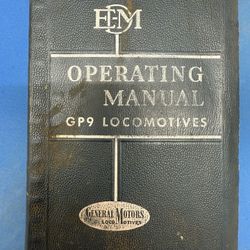 EMD
OPERATING
MANUAL
GP9 LOCOMOTIVES
GENERAL MOTORS
LOCOMOTIVES